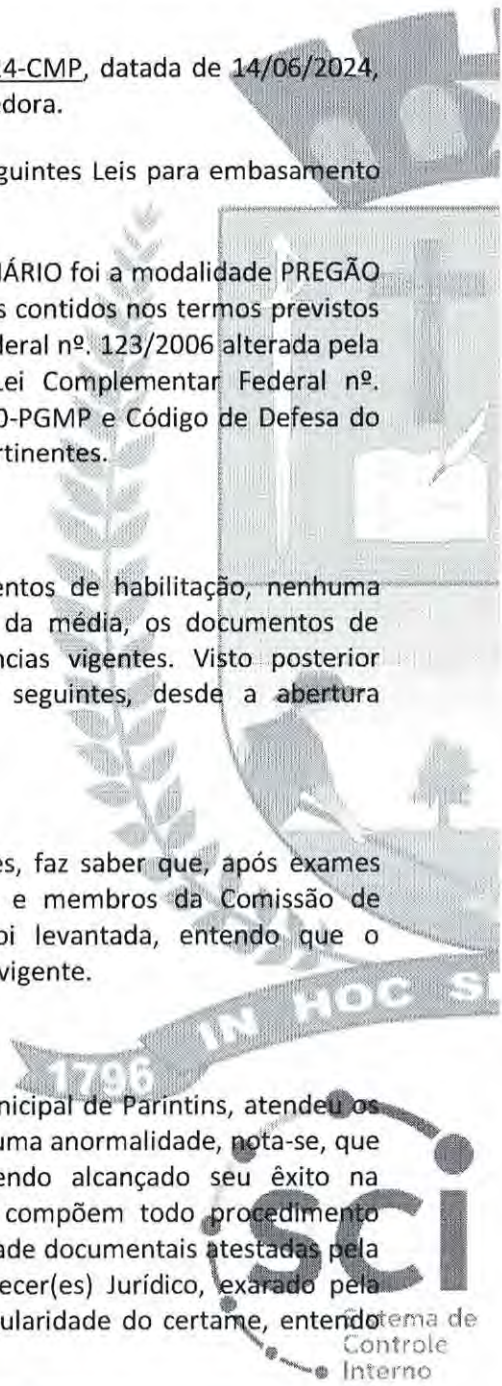 4-CMP, datada de 14/06/2024,
edora.
guintes Leis para embasamento
IÁRIO foi a modalidade PREGÃO
s contidos nos termos previstos
deral nº. 123/2006 alterada pela
Lei Complementar Federal nº.
0-PGMP e Código de Defesa do
rtinentes.
entos de habilitação, nenhuma
da média, os documentos de
ncias vigentes. Visto posterior
seguintes, desde a abertura
es, faz saber que, após exames
e membros da Comissão de
oi levantada, entendo que o
vigente.
IN HOC SI
1796
nicipal de Parintins, atendeu os
uma anormalidade, nota-se, que
endo alcançado seu êxito na
compõem todo procedimento
ade documentais atestadas pela
ecer(es) Jurídico, exarado pela
ularidade do certame, entendo
SCI
Sistema de
Controle
Interno